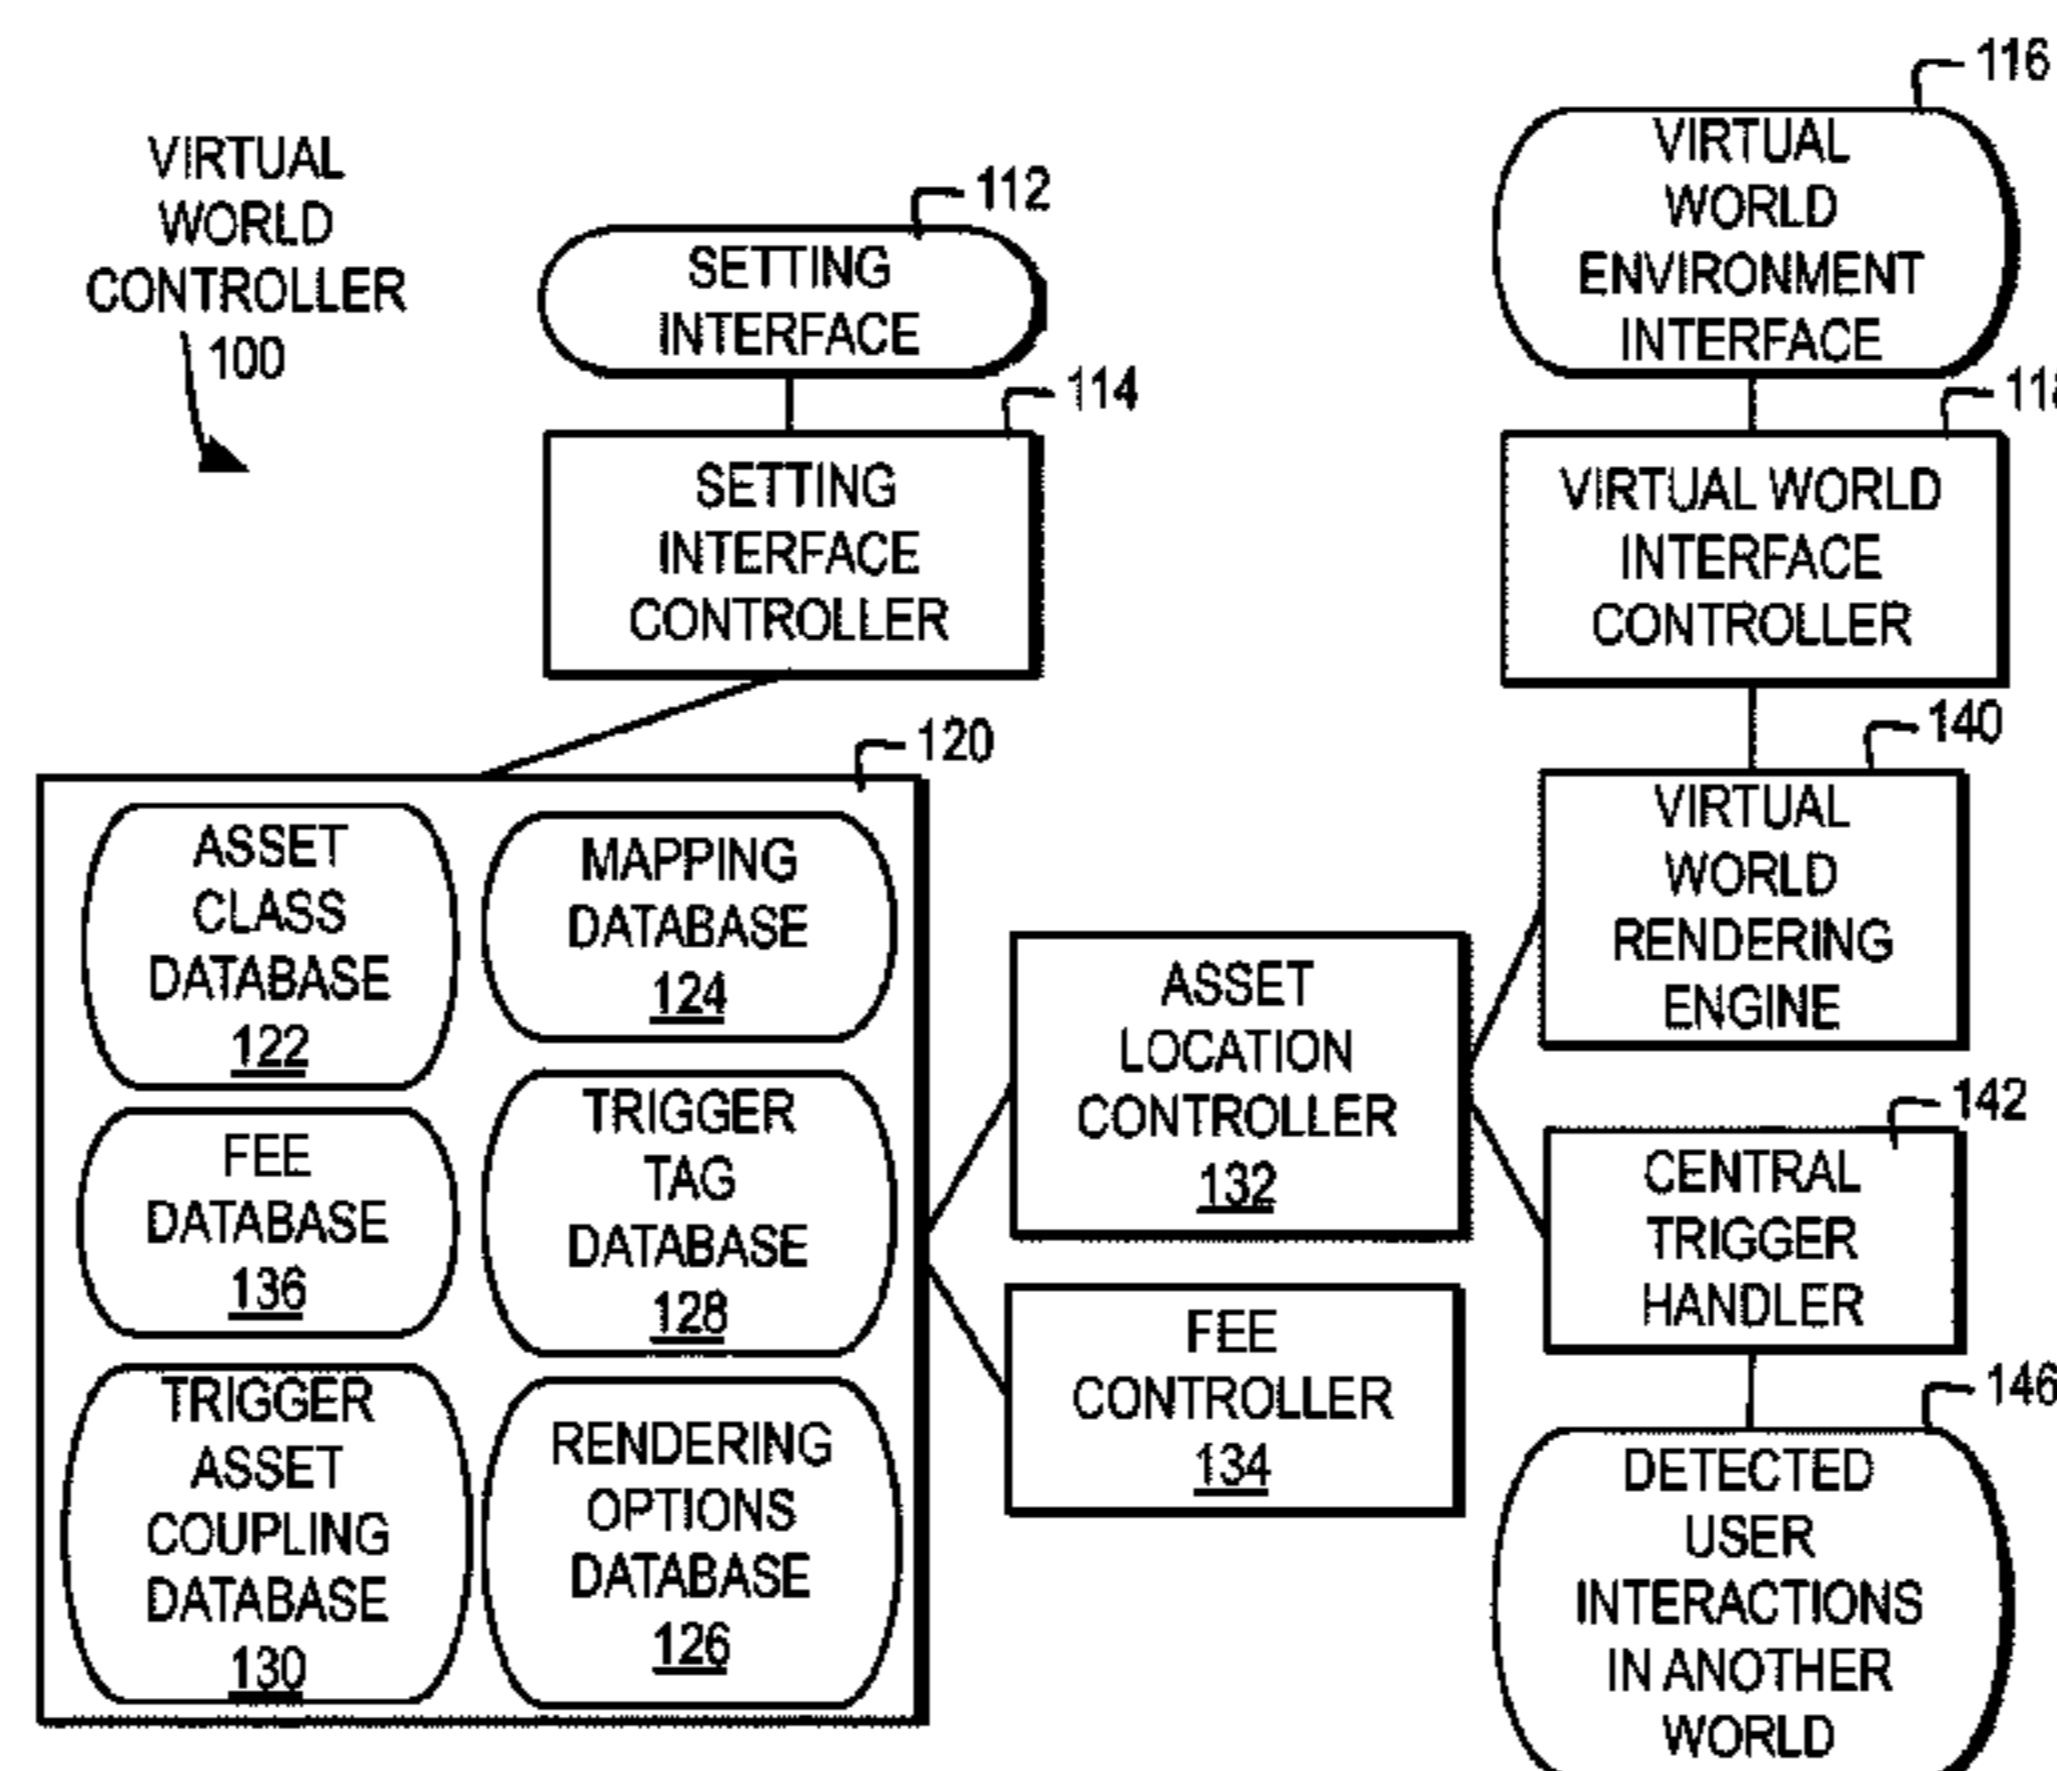 VIRTUAL
WORLD
CONTROLLER
100
112
SETTING
INTERFACE
114
SETTING
INTERFACE
CONTROLLER
116
VIRTUAL
WORLD
ENVIRONMENT
INTERFACE
VIRTUAL WORLD
INTERFACE
CONTROLLER
120
ASSET
CLASS
DATABASE
122
MAPPING
DATABASE
124
FEE
DATABASE
136
TRIGGER
TAG
DATABASE
128
TRIGGER
ASSET
COUPLING
DATABASE
130
RENDERING
OPTIONS
DATABASE
126
ASSET
LOCATION
CONTROLLER
132
FEE
CONTROLLER
134
140
VIRTUAL
WORLD
RENDERING
ENGINE
142
CENTRAL
TRIGGER
HANDLER
146
DETECTED
USER
INTERACTIONS
IN ANOTHER
WORLD